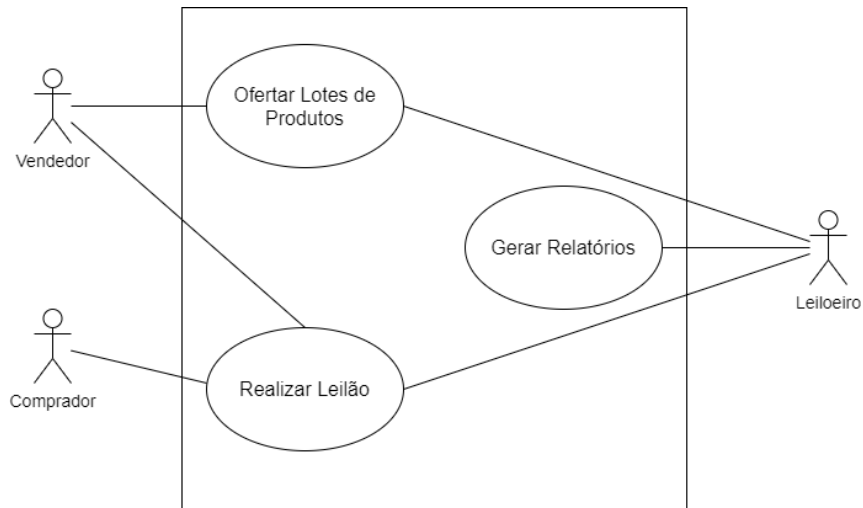 Ofertar Lotes de
Produtos
Vendedor
Gerar Relatórios
Leiloeiro
Realizar Leilão
Comprador